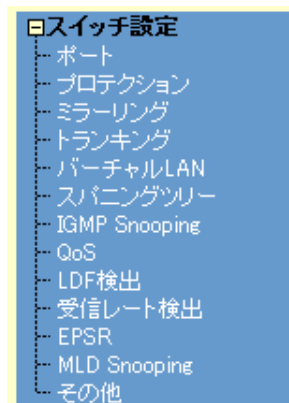 スイッチ設定
ポート
プロテクション
ミラーリング
トランキング
バーチャルLAN
スパニングツリー
IGMP Snooping
QoS
LDF検出
受信レート検出
EPSR
MLD Snooping
その他